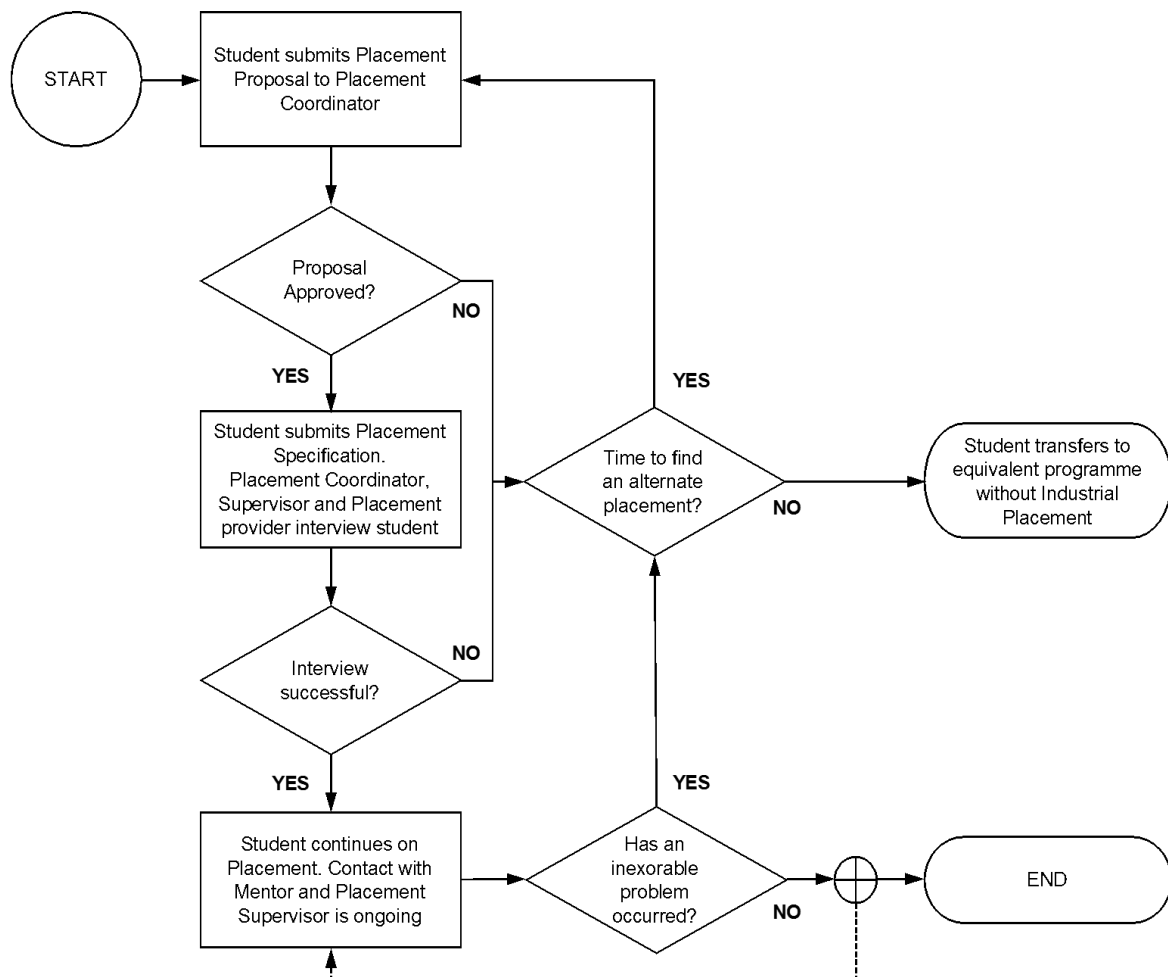 START
Student submits Placement
Proposal to Placement
Coordinator
Proposal
Approved?
NO
YES
Student submits Placement
Specification.
Placement Coordinator,
Supervisor and Placement
provider interview student
Interview
successful?
NO
YES
Student continues on
Placement. Contact with
Mentor and Placement
Supervisor is ongoing
YES
Time to find
an alternate
placement?
NO
Student transfers to
equivalent programme
without Industrial
Placement
YES
Has an
inexorable
problem
occurred?
NO
END